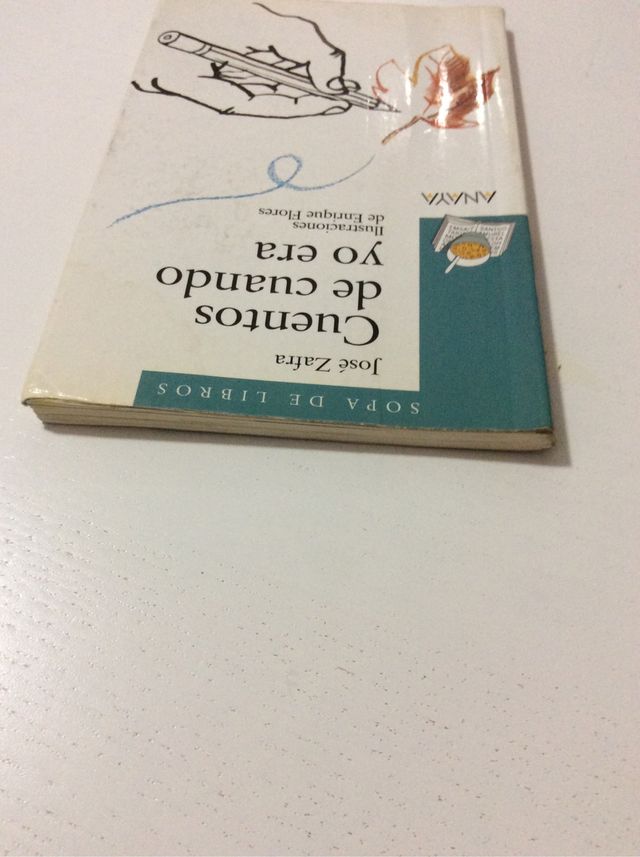 SOPA DE LIBROS
José Zafra
Cuentos
de cuando
yo era
Ilustraciones
de Enrique Flores
ANAYA